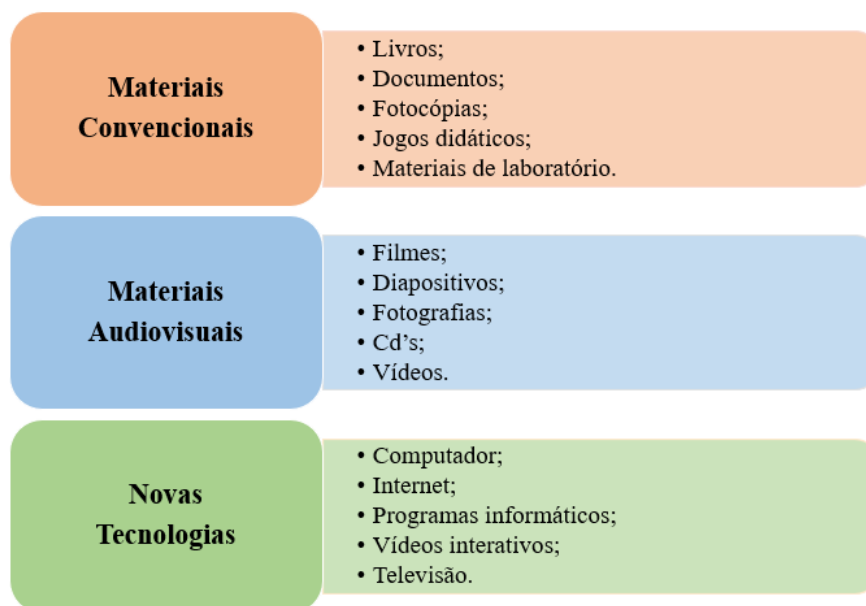 Materiais
Convencionais
• Livros;
• Documentos;
• Fotocópias;
• Jogos didáticos;
• Materiais de laboratório.
Materiais
Audiovisuais
• Filmes;
• Diapositivos;
• Fotografias;
• Cd’s;
• Vídeos.
Novas
Tecnologias
• Computador;
• Internet;
• Programas informáticos;
• Vídeos interativos;
• Televisão.